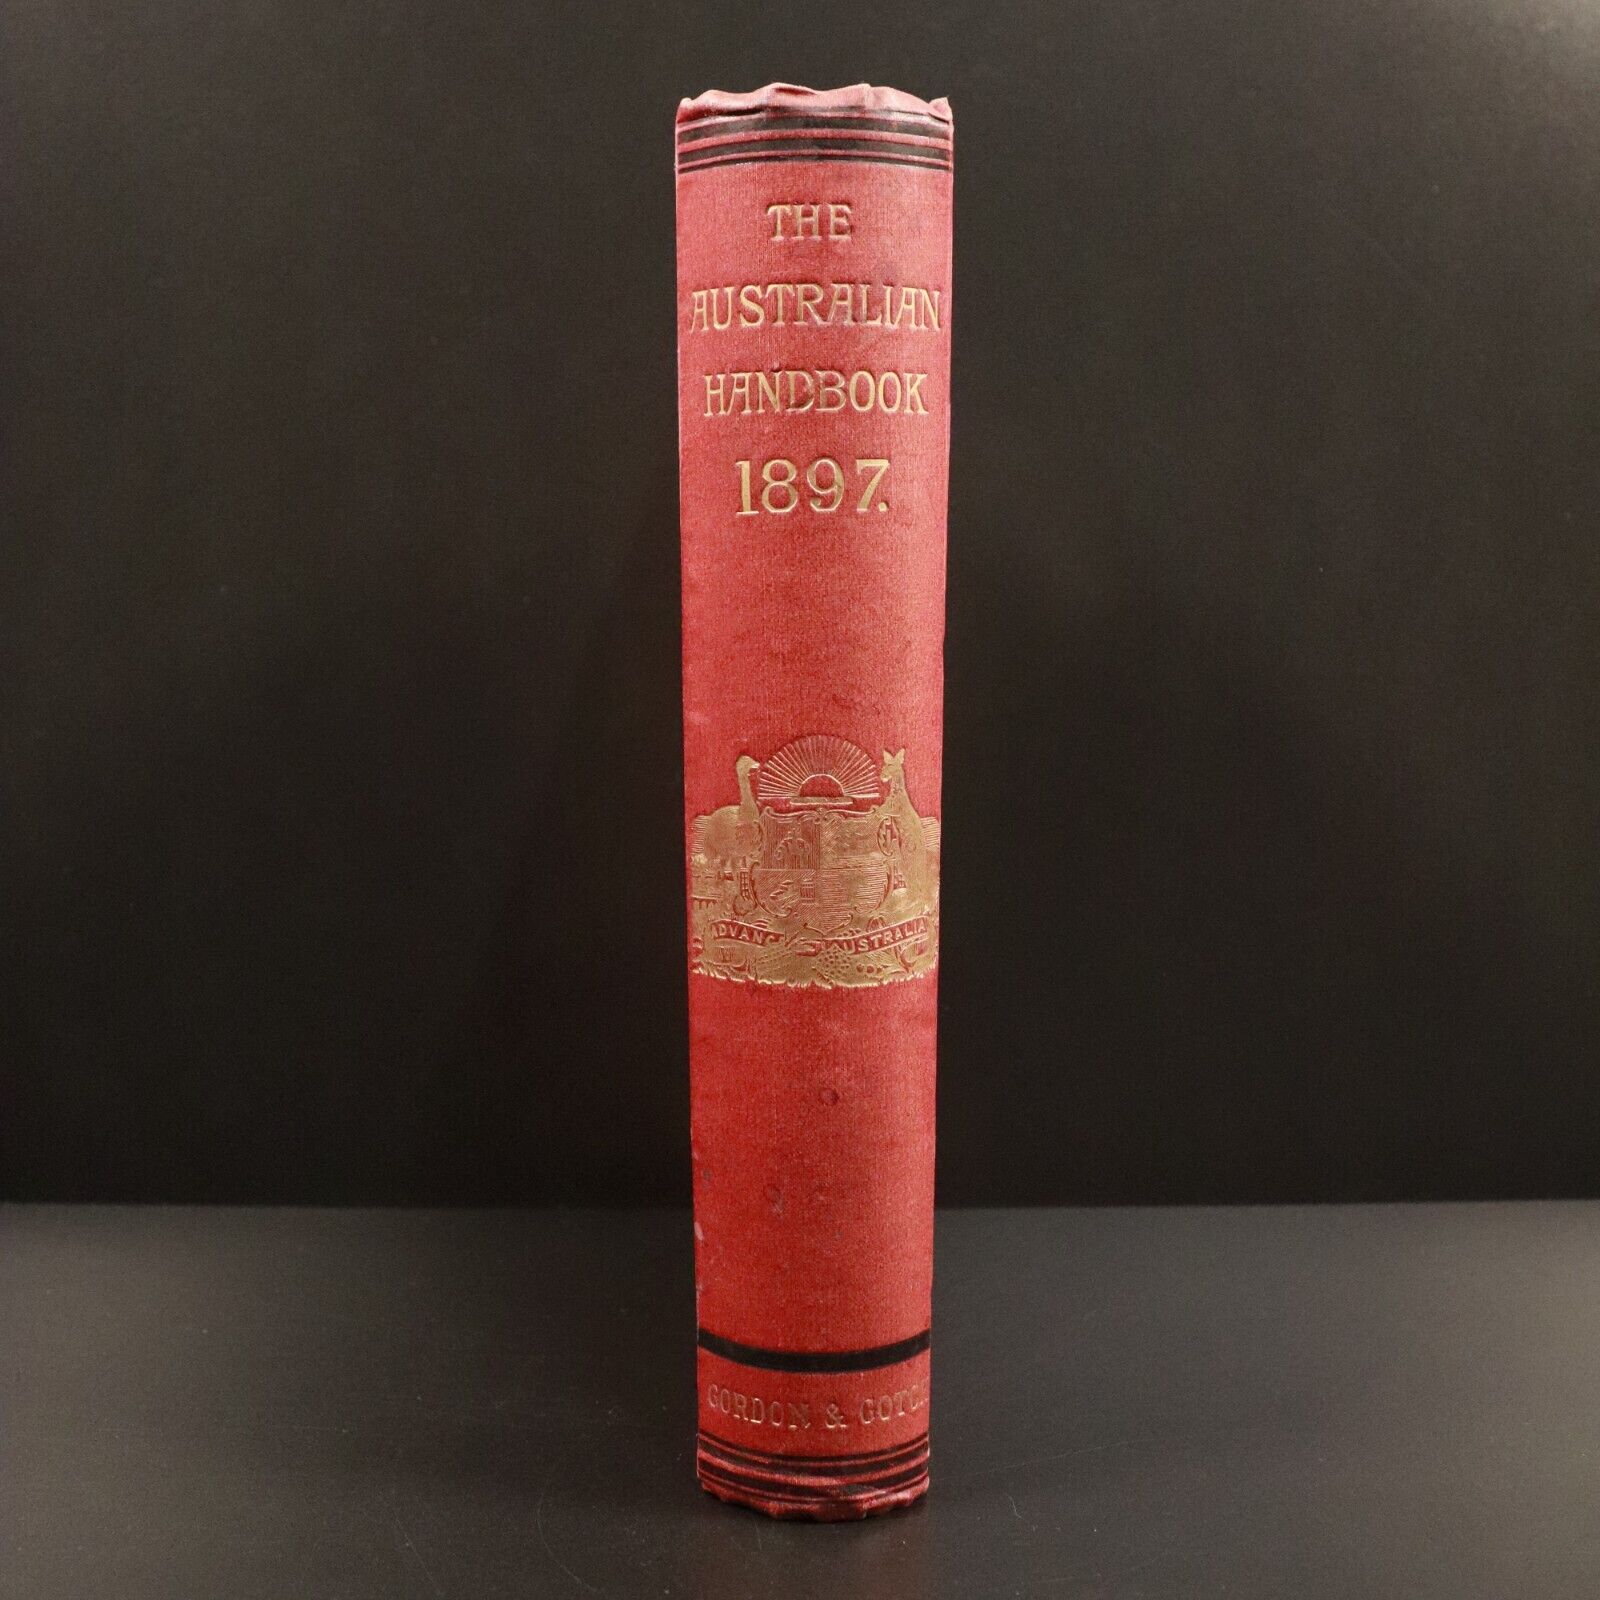 THE
AUSTRALIAN
HANDBOOK
1897.
ADVANCE AUSTRALIA
GORDON & GOTCH